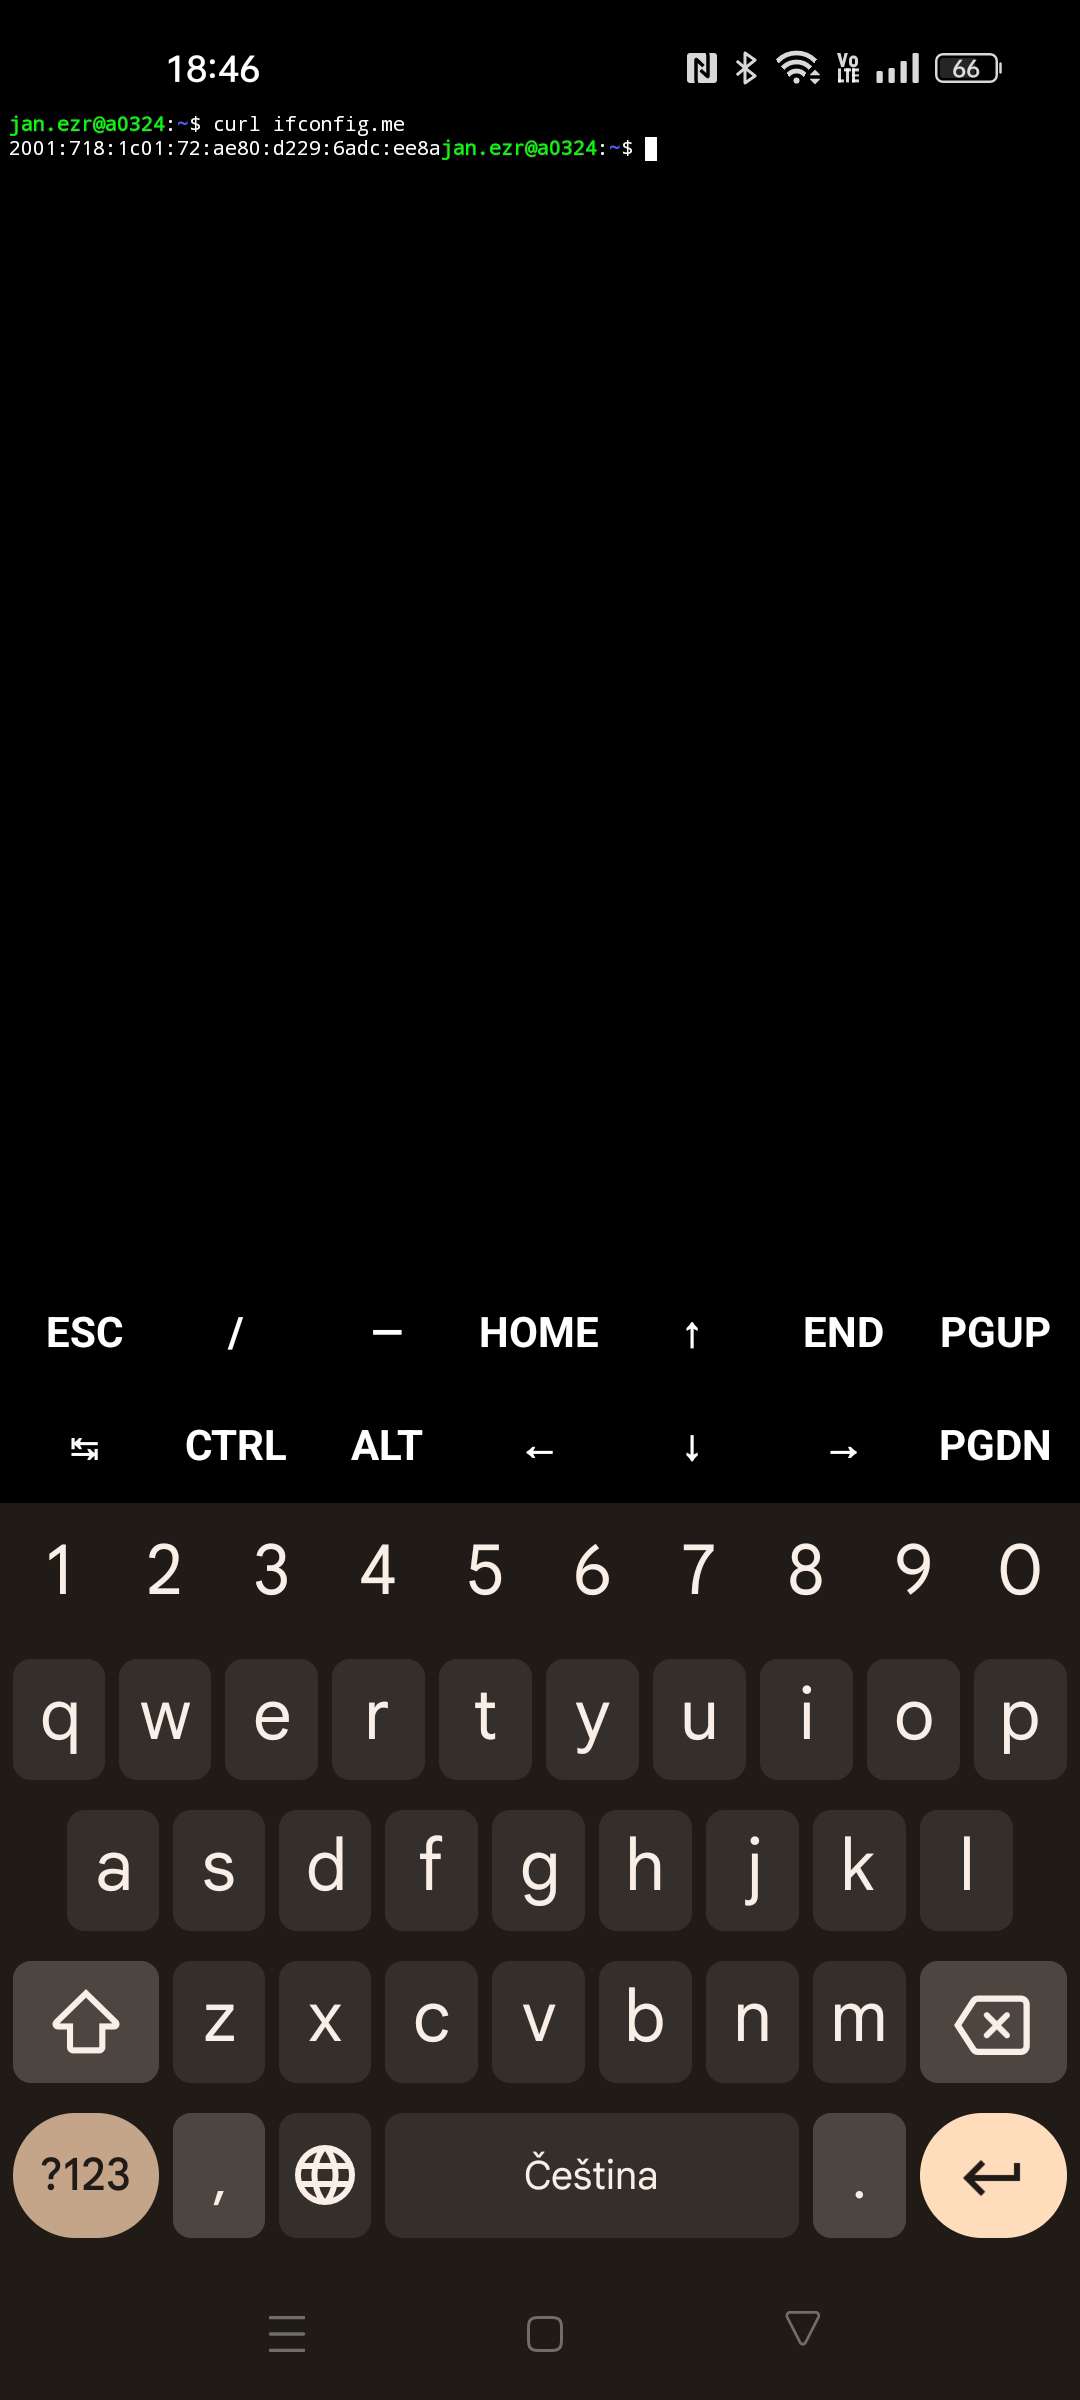 18:46 Vo LTE 66
jan.ezr@a0324:~$ curl ifconfig.me
2001:718:1c01:72:ae80:d229:6adc:ee8ajan.ezr@a0324:~$
ESC / — HOME ↑ END PGUP
↹ CTRL ALT ← ↓ → PGDN
1 2 3 4 5 6 7 8 9 0
q w e r t y u i o p
a s d f g h j k l
z x c v b n m
?123 , Čeština .